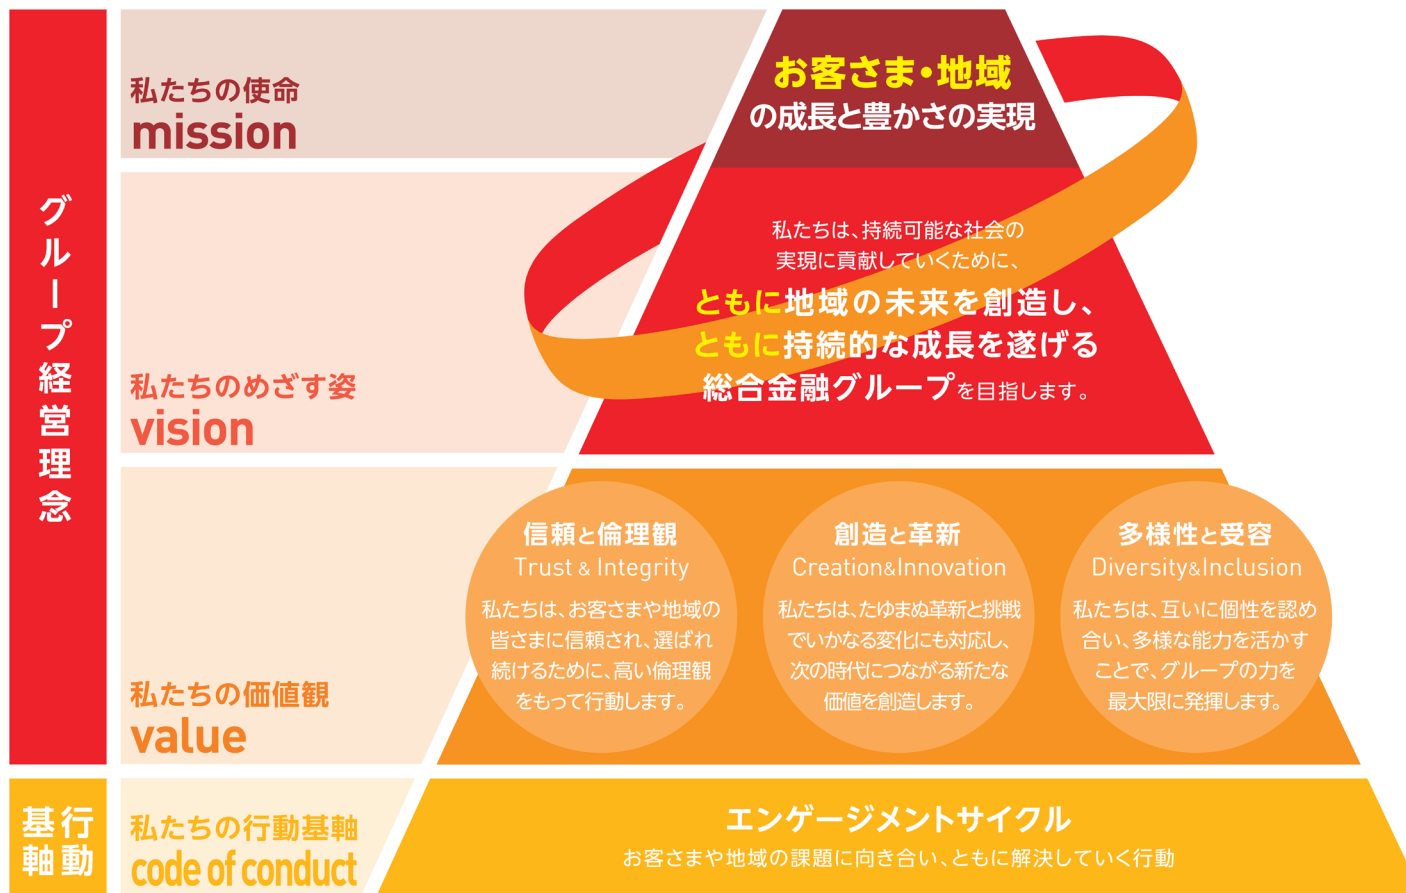 グループ経営理念
私たちの使命
mission
お客さま・地域
の成長と豊かさの実現
私たちのめざす姿
vision
私たちは、持続可能な社会の
実現に貢献していくために、
ともに地域の未来を創造し、
ともに持続的な成長を遂げる
総合金融グループを目指します。
私たちの価値観
value
信頼と倫理観
Trust & Integrity
私たちは、お客さまや地域の
皆さまに信頼され、選ばれ
続けるために、高い倫理観
をもって行動します。
創造と革新
Creation&Innovation
私たちは、たゆまぬ革新と挑戦
でいかなる変化にも対応し、
次の時代につながる新たな
価値を創造します。
多様性と受容
Diversity&Inclusion
私たちは、互いに個性を認め
合い、多様な能力を活かす
ことで、グループの力を
最大限に発揮します。
行動
基軸
私たちの行動基軸
code of conduct
エンゲージメントサイクル
お客さまや地域の課題に向き合い、ともに解決していく行動